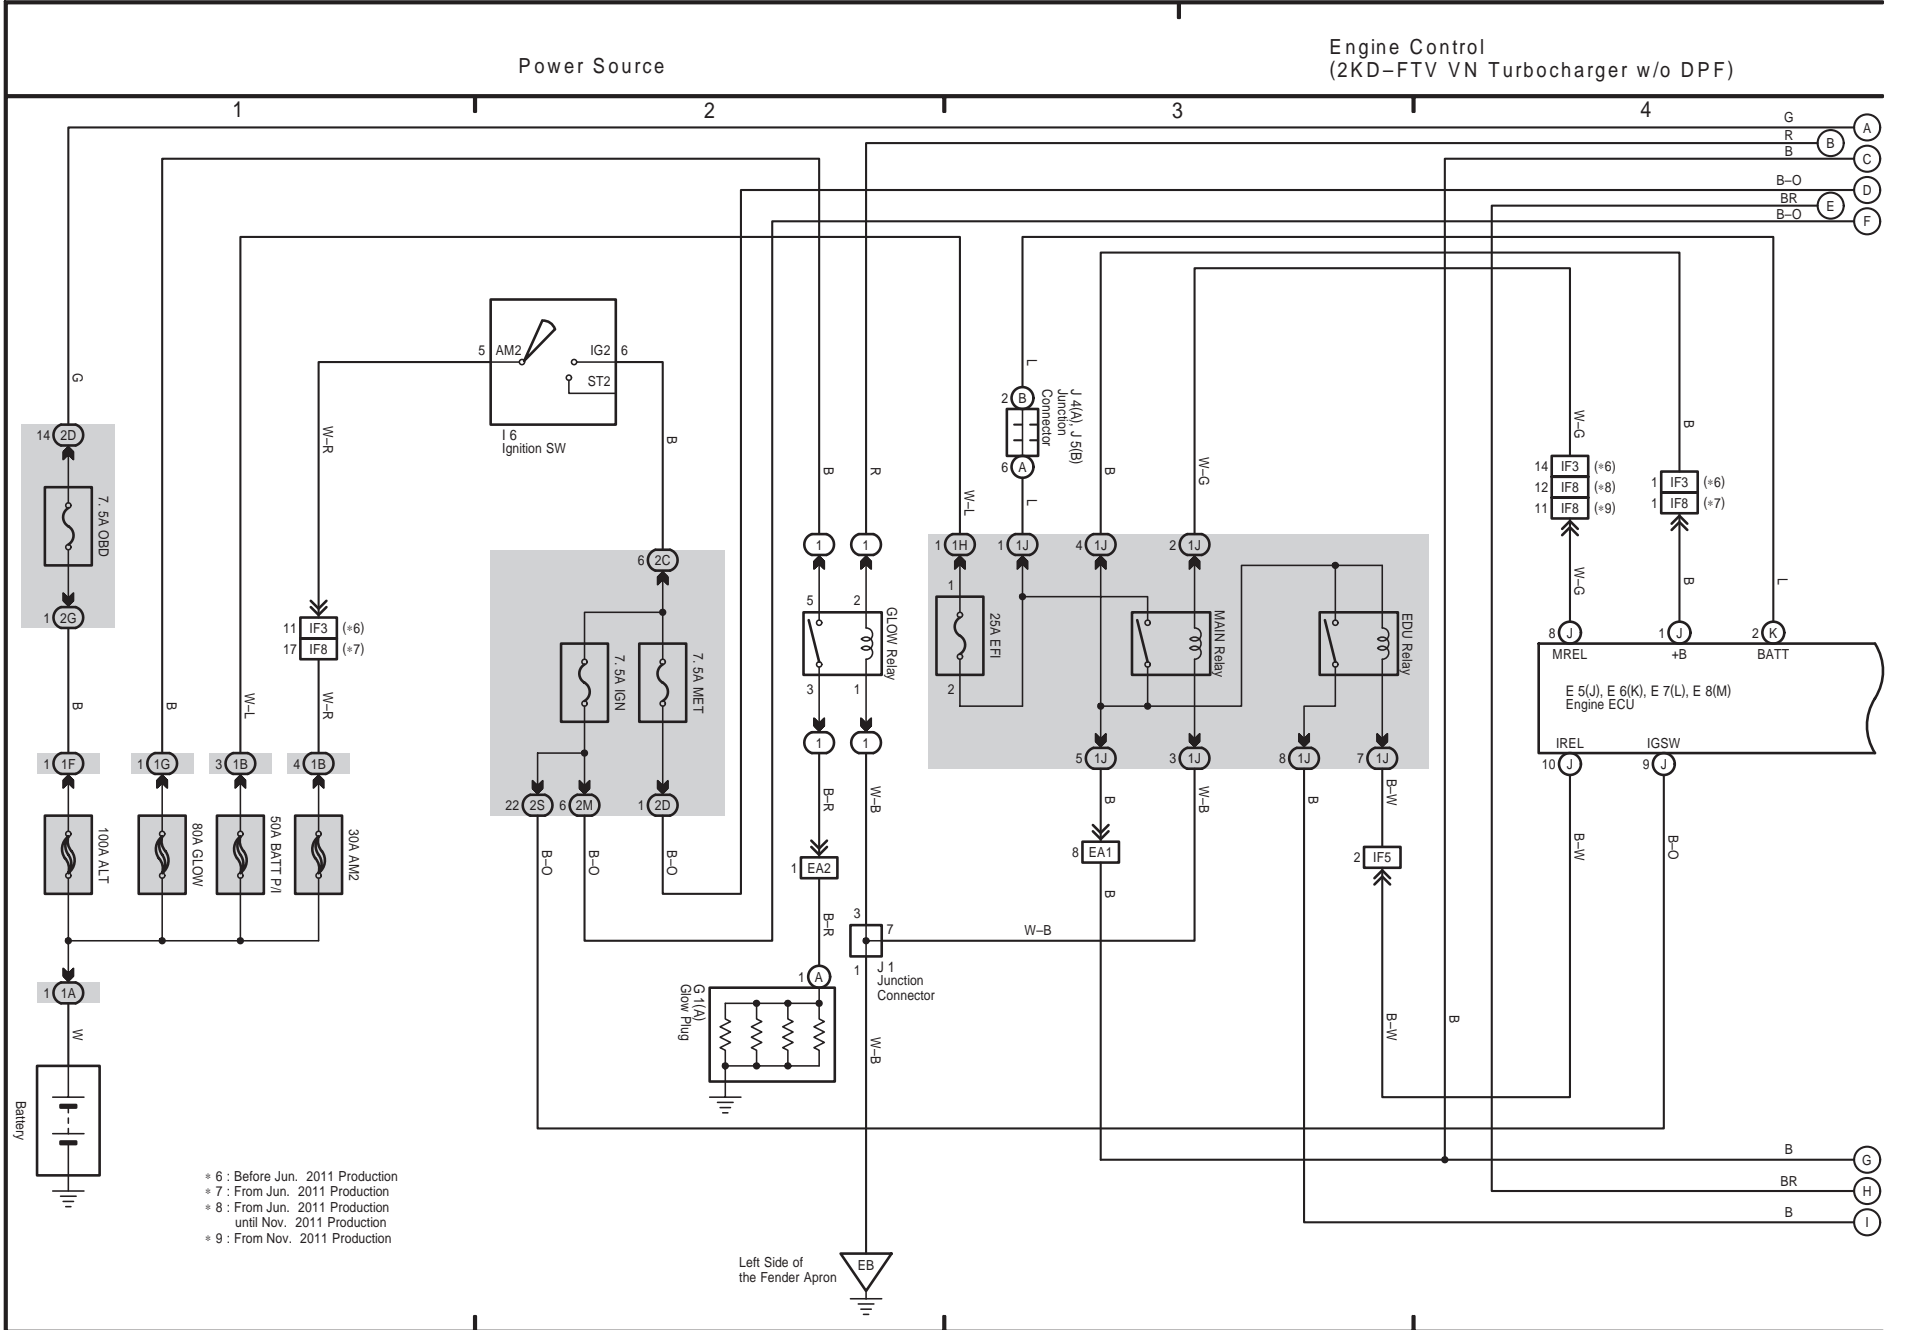 Power Source
Engine Control
(2KD–FTV VN Turbocharger w/o DPF)
1
2
3
4
G
A
R
B
B
C
B–O
D
BR
E
B–O
F
5
AM2
IG2
6
ST2
I 6
Ignition SW
G
W–R
B
B
R
W–L
L
2
B
J 4(A), J 5(B)
Junction
Connector
6
A
L
B
W–G
W–G
B
14
IF3
(*6)
12
IF8
(*8)
11
IF8
(*9)
1
IF3
(*6)
1
IF8
(*7)
W–G
B
L
14
2D
7. 5A OBD
1
2G
11
IF3
(*6)
17
IF8
(*7)
6
2C
7. 5A IGN
7. 5A MET
1
1
5
2
GLOW Relay
3
1
1
1
1
1H
1
1J
4
1J
2
1J
1
25A EFI
2
MAIN Relay
EDU Relay
8
J
1
J
2
K
MREL
+B
BATT
E 5(J), E 6(K), E 7(L), E 8(M)
Engine ECU
IREL
IGSW
10
J
9
J
B
B
W–L
W–R
1
1F
1
1G
3
1B
4
1B
22
2S
6
2M
1
2D
5
1J
3
1J
8
1J
7
1J
100A ALT
80A GLOW
50A BATT P/I
30A AM2
B–O
B–O
B–O
B–R
W–B
B
W–B
B
B–W
B–W
B–O
1
EA2
8
EA1
2
IF5
B–R
B
3
7
W–B
1
J 1
Junction
Connector
1
A
G 1(A)
Glow Plug
1
1A
W
Battery
W–B
B–W
B
* 6 : Before Jun. 2011 Production
* 7 : From Jun. 2011 Production
* 8 : From Jun. 2011 Production
until Nov. 2011 Production
* 9 : From Nov. 2011 Production
B
G
BR
H
B
I
Left Side of
the Fender Apron
EB